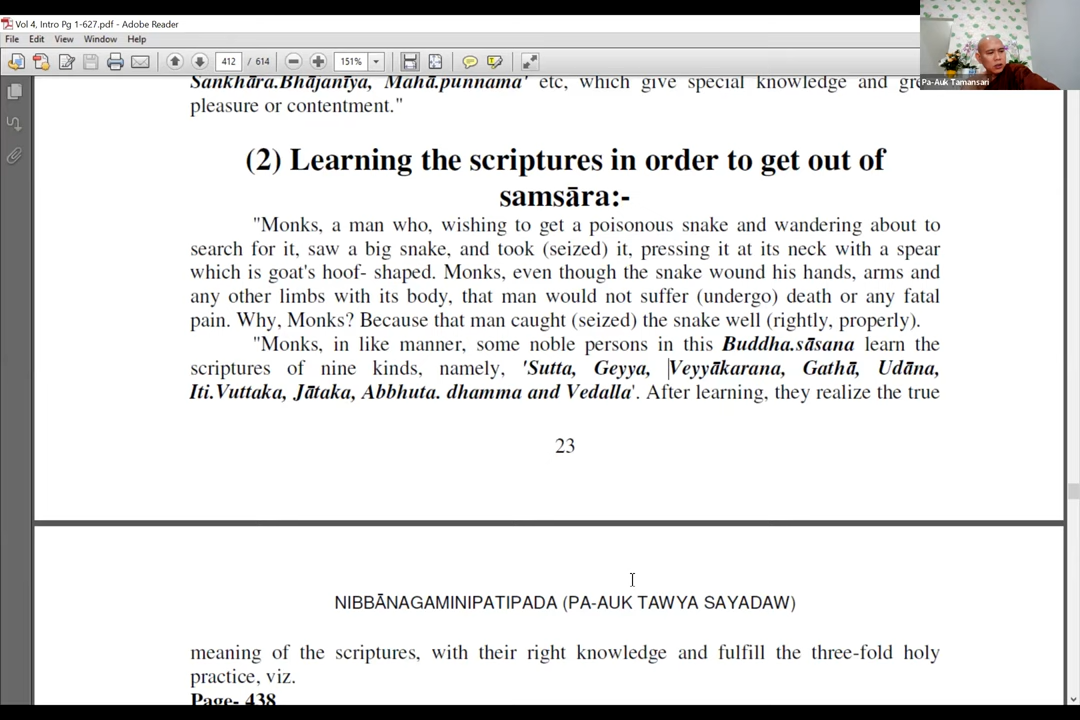 Vol 4, Intro Pg 1-627.pdf - Adobe Reader
File Edit View Window Help
412 / 614 151%
Pa-Auk Tamansari
Sankhāra.Bhājanīya, Mahā.punnama' etc, which give special knowledge and
pleasure or contentment."
(2) Learning the scriptures in order to get out of
samsāra:-
"Monks, a man who, wishing to get a poisonous snake and wandering about to
search for it, saw a big snake, and took (seized) it, pressing it at its neck with a spear
which is goat's hoof- shaped. Monks, even though the snake wound his hands, arms and
any other limbs with its body, that man would not suffer (undergo) death or any fatal
pain. Why, Monks? Because that man caught (seized) the snake well (rightly, properly).
"Monks, in like manner, some noble persons in this Buddha.sāsana learn the
scriptures of nine kinds, namely, 'Sutta, Geyya, Veyyākarana, Gathā, Udāna,
Iti.Vuttaka, Jātaka, Abbhuta. dhamma and Vedalla'. After learning, they realize the true
23
NIBBĀNAGAMINIPATIPADA (PA-AUK TAWYA SAYADAW)
meaning of the scriptures, with their right knowledge and fulfill the three-fold holy
practice, viz.
Page- 438